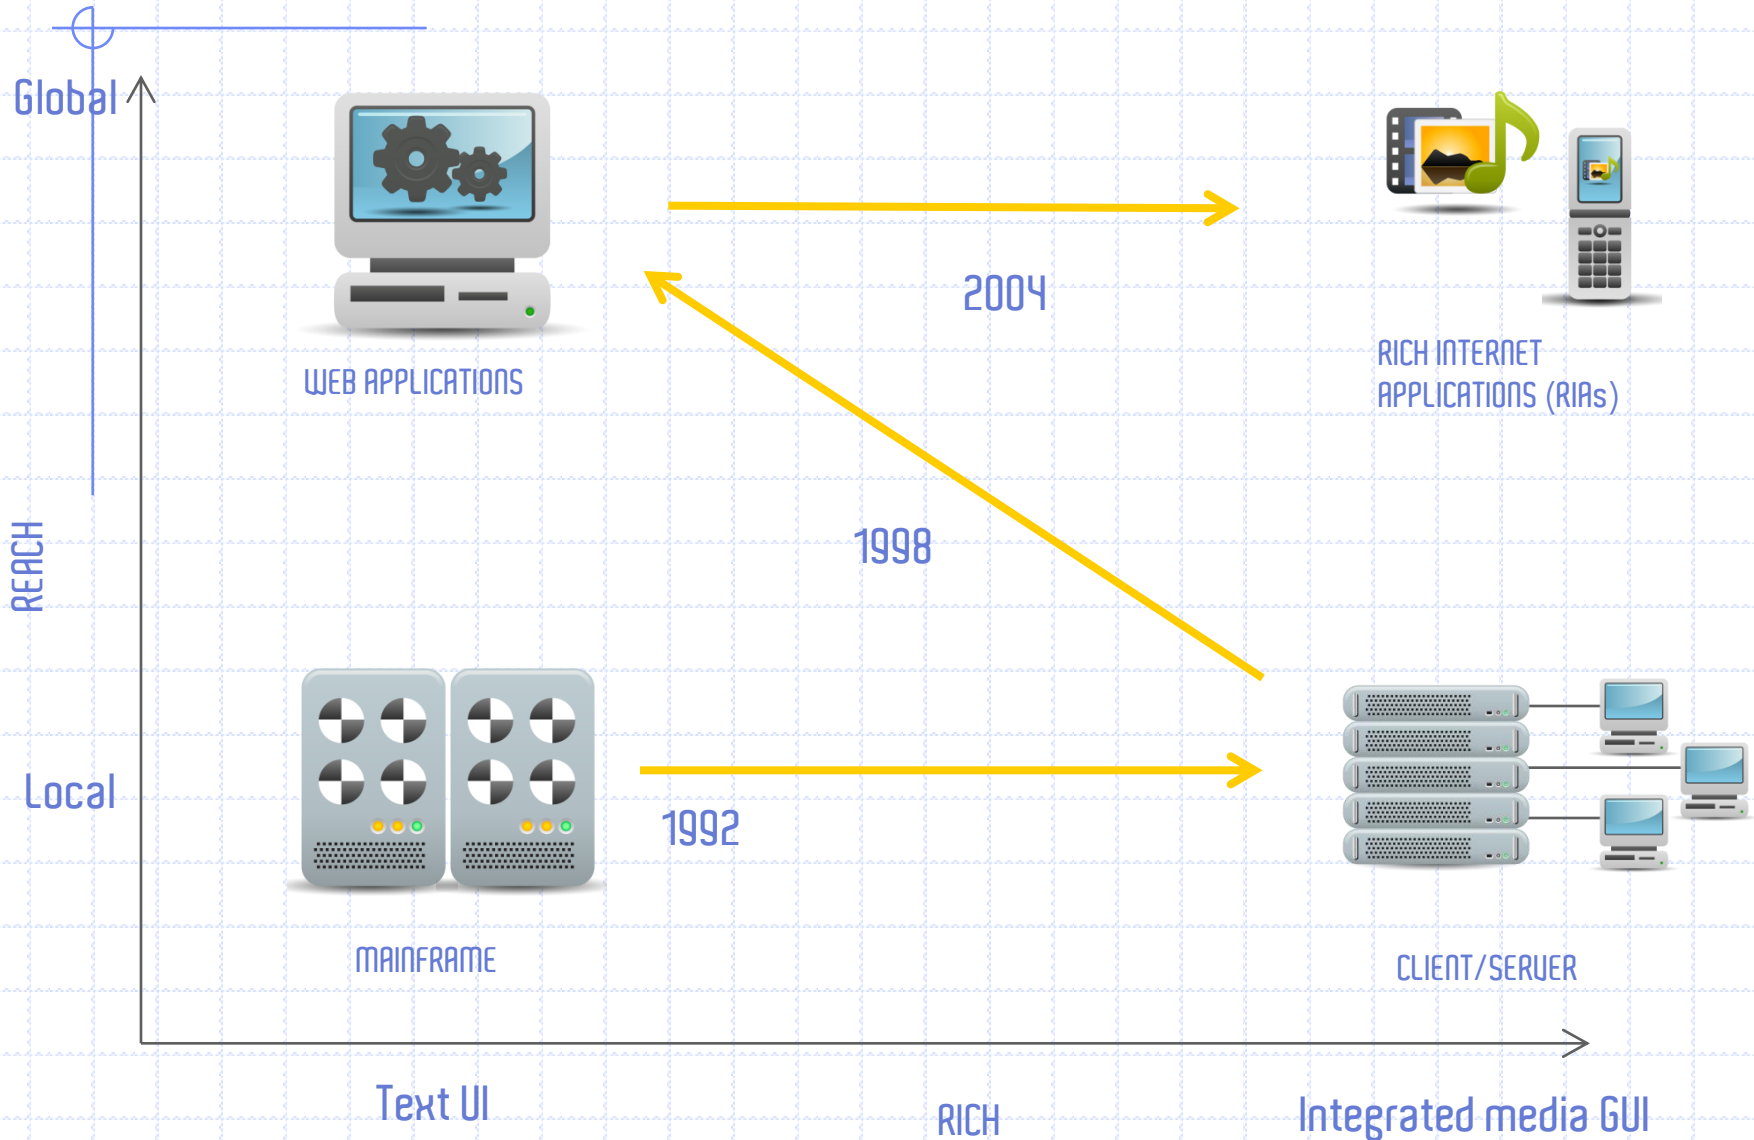 Global
2004
RICH INTERNET
APPLICATIONS (RIAs)
WEB APPLICATIONS
REACH
1998
Local
1992
MAINFRAME
CLIENT/SERVER
Text UI
RICH
Integrated media GUI